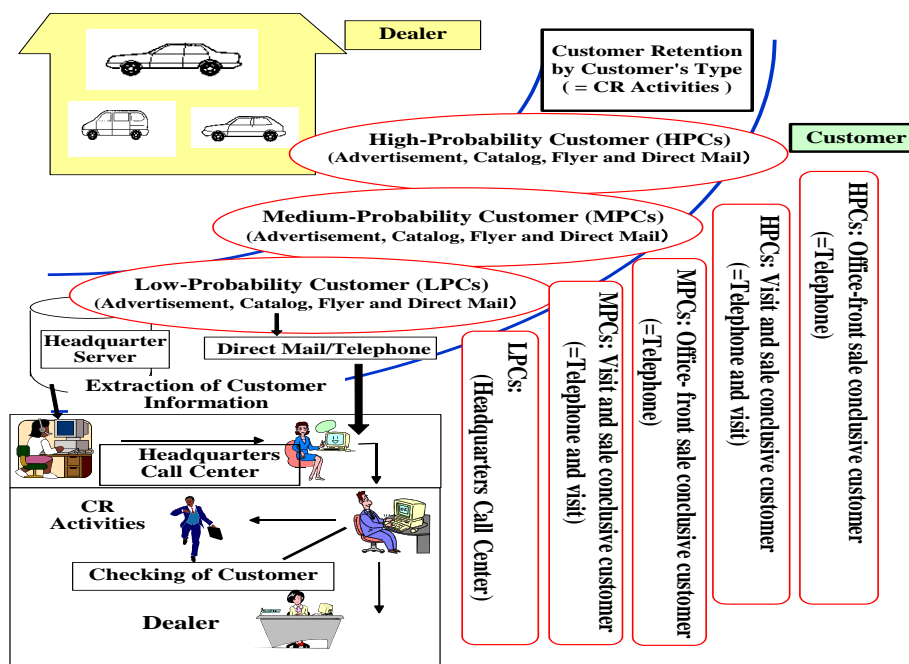 Dealer
Customer Retention
by Customer's Type
( = CR Activities )
High-Probability Customer (HPCs)
(Advertisement, Catalog, Flyer and Direct Mail)
Customer
Medium-Probability Customer (MPCs)
(Advertisement, Catalog, Flyer and Direct Mail)
Low-Probability Customer (LPCs)
(Advertisement, Catalog, Flyer and Direct Mail)
Headquarter
Server
Direct Mail/Telephone
Extraction of Customer
Information
Headquarters
Call Center
CR
Activities
Checking of Customer
Dealer
LPCs:
(Headquarters Call Center)
MPCs: Visit and sale conclusive customer
(=Telephone and visit)
MPCs: Office- front sale conclusive customer
(=Telephone)
HPCs: Visit and sale conclusive customer
(=Telephone and visit)
HPCs: Office-front sale conclusive customer
(=Telephone)